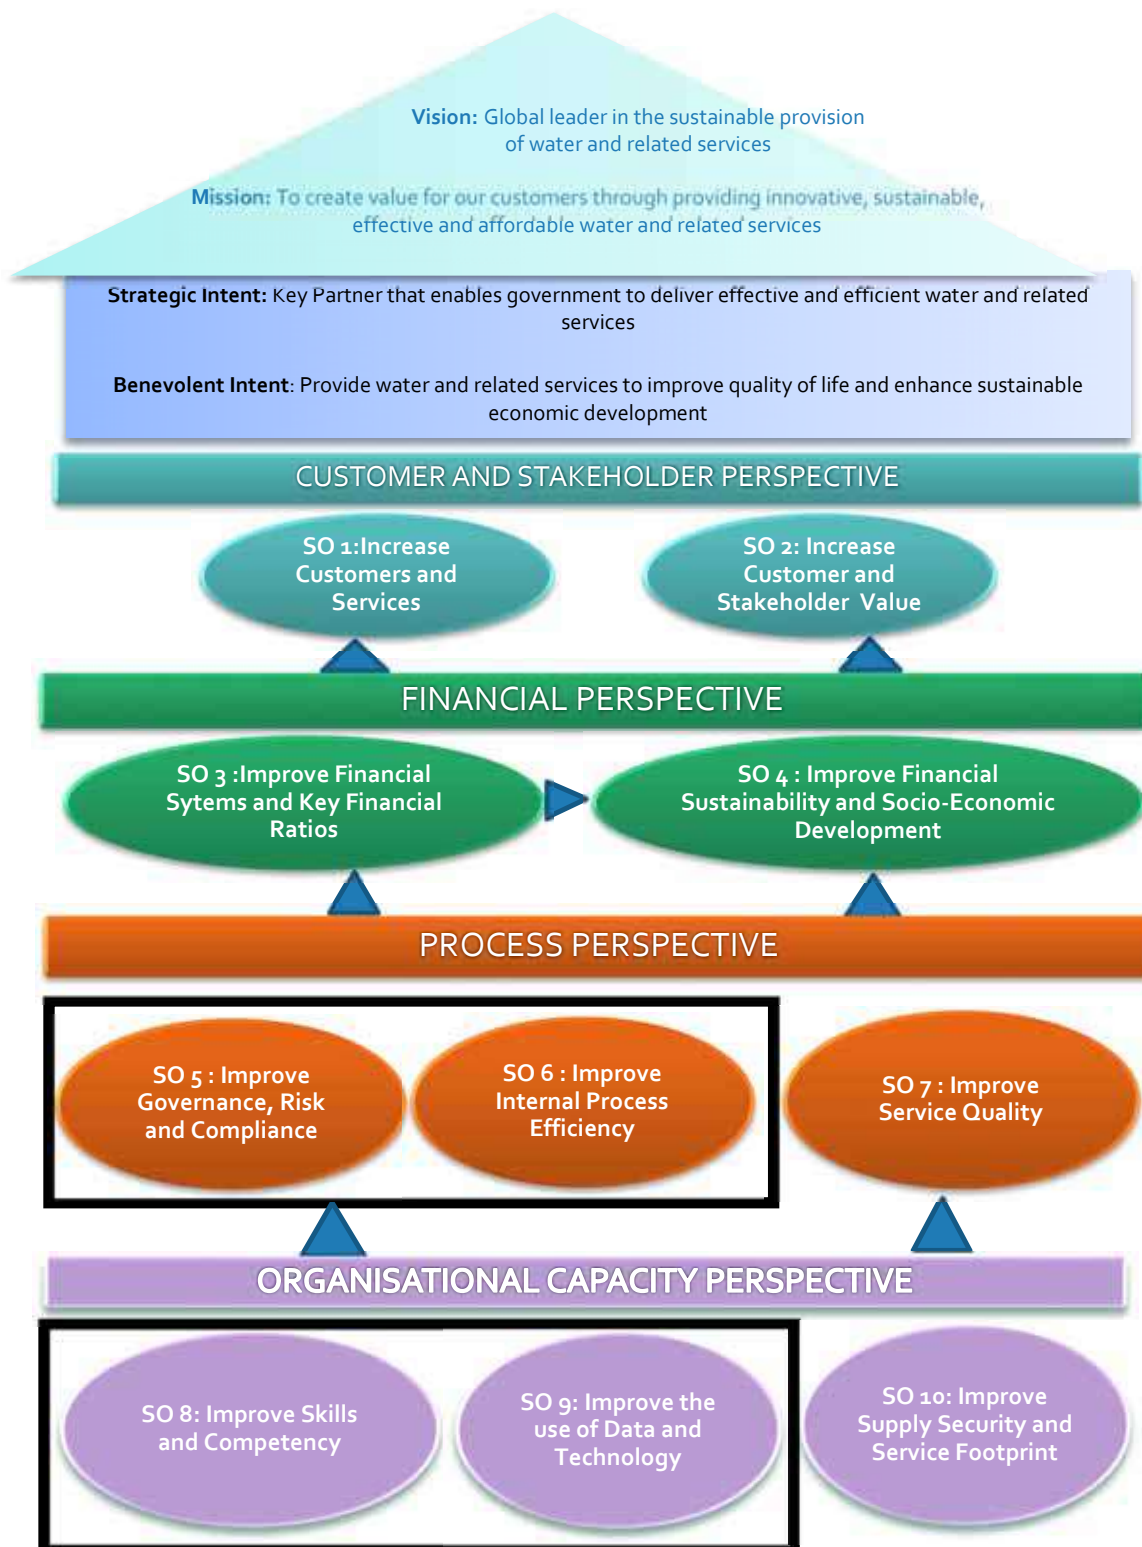 Vision: Global leader in the sustainable provision
of water and related services
Mission: To create value for our customers through providing innovative, sustainable,
effective and affordable water and related services
Strategic Intent: Key Partner that enables government to deliver effective and efficient water and related
services
Benevolent Intent: Provide water and related services to improve quality of life and enhance sustainable
economic development
CUSTOMER AND STAKEHOLDER PERSPECTIVE
SO 1:Increase
Customers and
Services
SO 2: Increase
Customer and
Stakeholder Value
FINANCIAL PERSPECTIVE
SO 3 :Improve Financial
Sytems and Key Financial
Ratios
SO 4 : Improve Financial
Sustainability and Socio-Economic
Development
PROCESS PERSPECTIVE
SO 5 : Improve
Governance, Risk
and Compliance
SO 6 : Improve
Internal Process
Efficiency
SO 7 : Improve
Service Quality
ORGANISATIONAL CAPACITY PERSPECTIVE
SO 8: Improve Skills
and Competency
SO 9: Improve the
use of Data and
Technology
SO 10: Improve
Supply Security and
Service Footprint